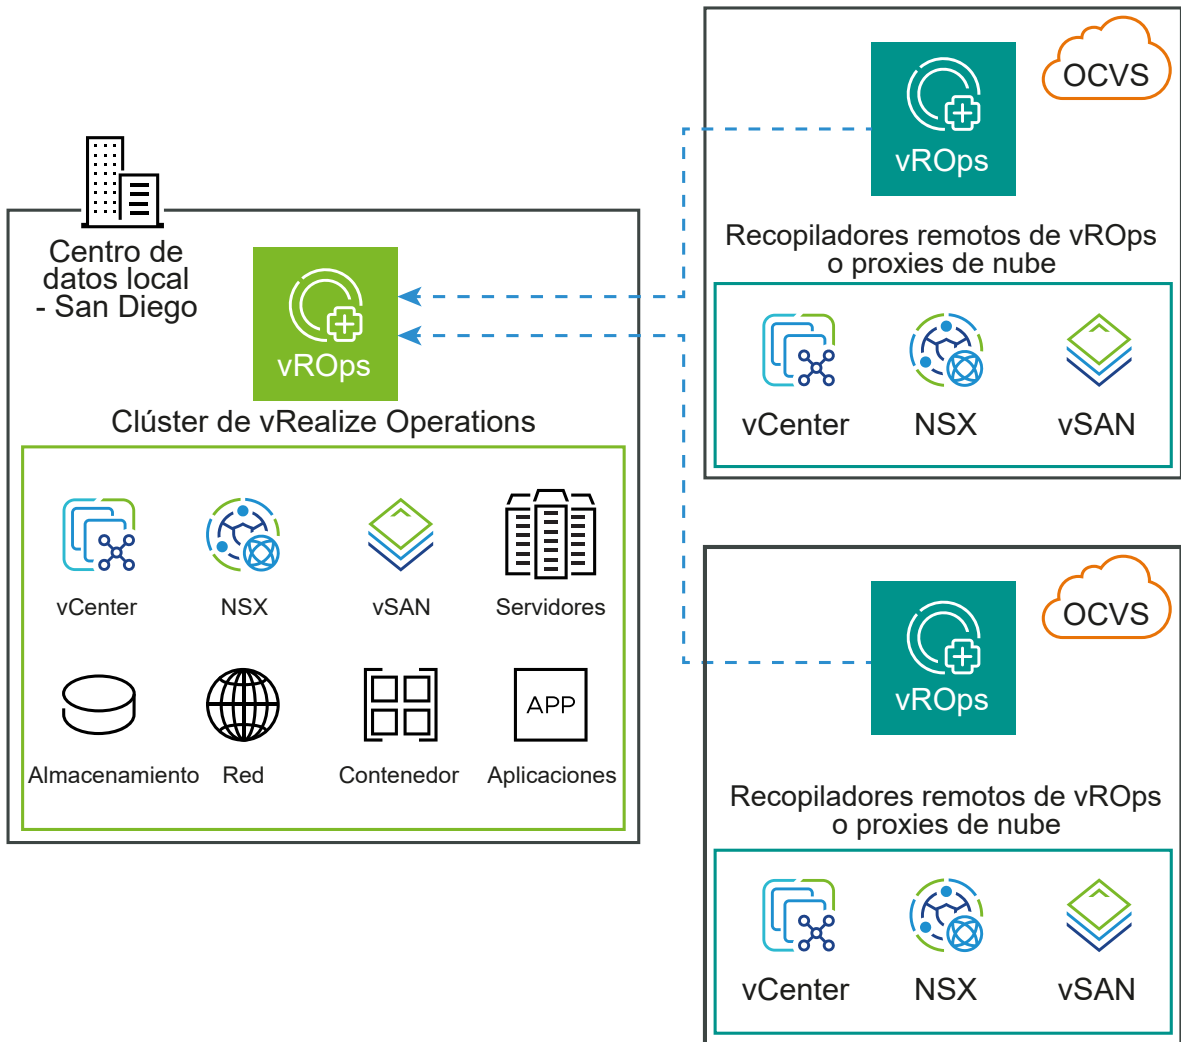 Centro de
datos local
- San Diego
vROps
Clúster de vRealize Operations
vCenter
NSX
vSAN
Servidores
Almacenamiento
Red
Contenedor
APP
Aplicaciones
OCVS
vROps
Recopiladores remotos de vROps
o proxies de nube
vCenter
NSX
vSAN
OCVS
vROps
Recopiladores remotos de vROps
o proxies de nube
vCenter
NSX
vSAN